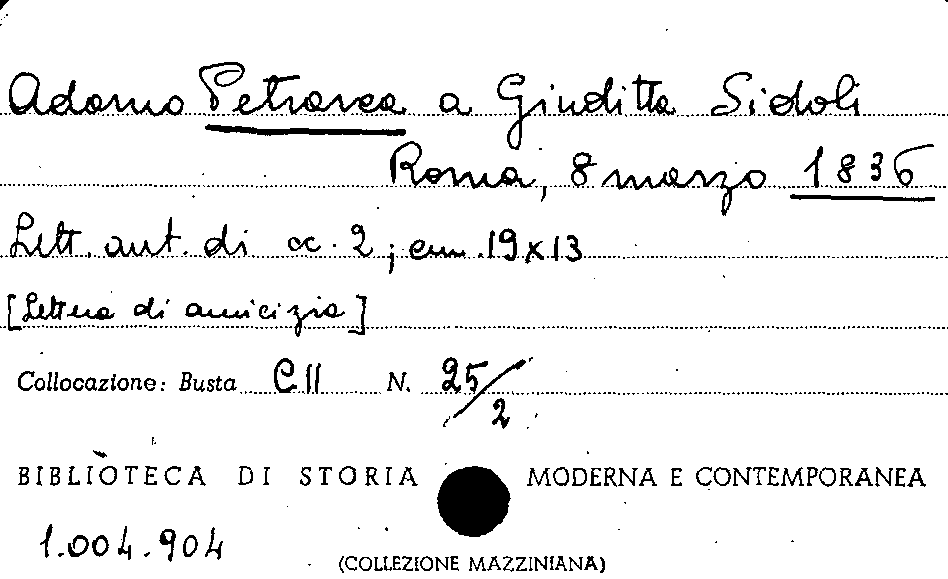 Adamo Petrarca a Giuditta Sidoli
Roma, 8 marzo 1836
Lett. aut. di cc. 2; cm. 19x13
[Lettera di amicizia]
Collocazione: Busta CII N. 25/2
BIBLIOTECA DI STORIA MODERNA E CONTEMPORANEA
1.004.904
(COLLEZIONE MAZZINIANA)